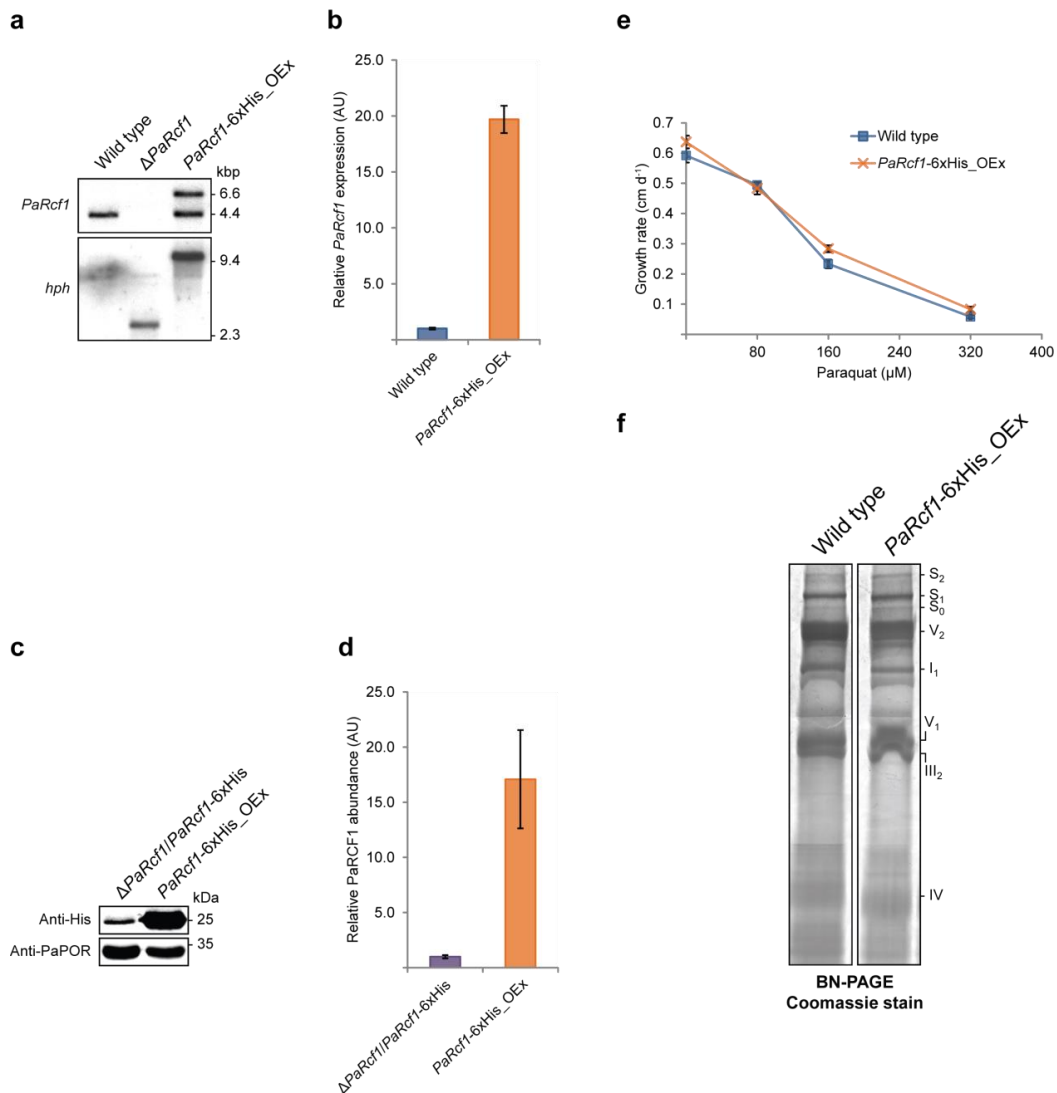 a
Wild type
ΔPaRcf1
PaRcf1-6xHis_OEx
kbp
PaRcf1
6.6
4.4
hph
9.4
2.3
b
Relative PaRcf1 expression (AU)
25.0
20.0
15.0
10.0
5.0
Wild type
PaRcf1-6xHis_OEx
e
Growth rate (cm d⁻¹)
0.7
0.6
0.5
0.4
0.3
0.2
0.1
80
160
240
320
400
Paraquat (µM)
Wild type
PaRcf1-6xHis_OEx
c
ΔPaRcf1/PaRcf1-6xHis
PaRcf1-6xHis_OEx
kDa
Anti-His
25
Anti-PaPOR
35
d
Relative PaRCF1 abundance (AU)
25.0
20.0
15.0
10.0
5.0
ΔPaRcf1/PaRcf1-6xHis
PaRcf1-6xHis_OEx
f
Wild type
PaRcf1-6xHis_OEx
S₂
S₁
S₀
V₂
I₁
V₁
III₂
IV
BN-PAGE
Coomassie stain